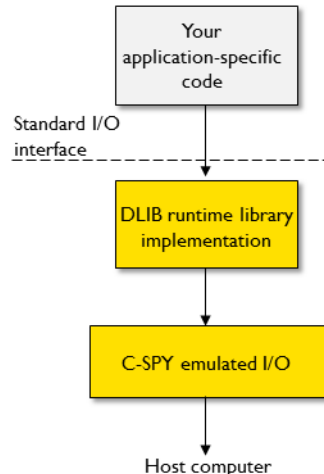 Your
application-specific
code
Standard I/O
interface
DLIB runtime library
implementation
C-SPY emulated I/O
Host computer